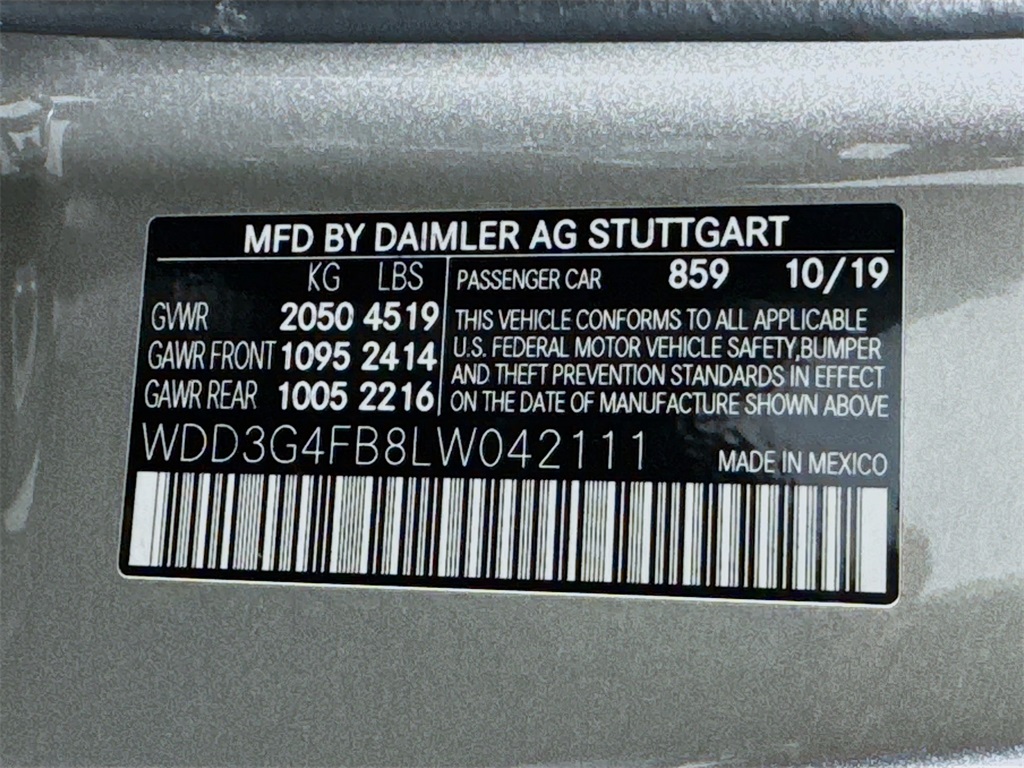 MFD BY DAIMLER AG STUTTGART
KG LBS
GVWR 2050 4519
GAWR FRONT 1095 2414
GAWR REAR 1005 2216
PASSENGER CAR 859 10/19
THIS VEHICLE CONFORMS TO ALL APPLICABLE
U.S. FEDERAL MOTOR VEHICLE SAFETY,BUMPER
AND THEFT PREVENTION STANDARDS IN EFFECT
ON THE DATE OF MANUFACTURE SHOWN ABOVE
WDD3G4FB8LW042111
MADE IN MEXICO